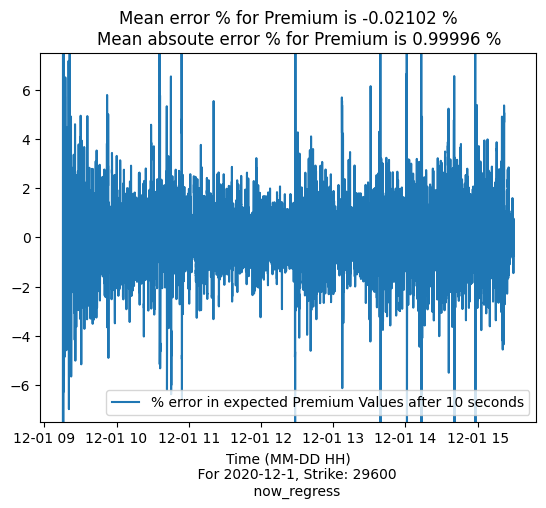 Mean error % for Premium is -0.02102 %
Mean absoute error % for Premium is 0.99996 %
6
4
2
0
−2
−4
−6
% error in expected Premium Values after 10 seconds
12-01 09 12-01 10 12-01 11 12-01 12 12-01 13 12-01 14 12-01 15
Time (MM-DD HH)
For 2020-12-1, Strike: 29600
now_regress